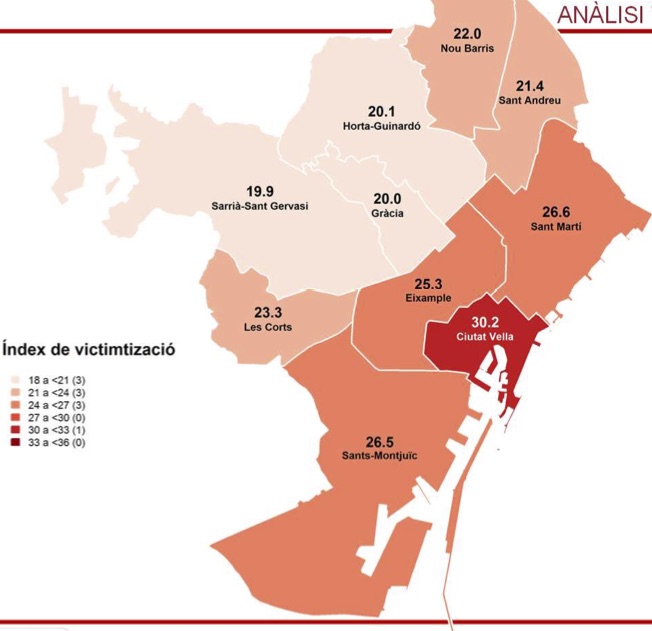 ANÀLISI
22.0
Nou Barris
21.4
Sant Andreu
20.1
Horta-Guinardó
19.9
Sarrià-Sant Gervasi
20.0
Gràcia
26.6
Sant Martí
25.3
Eixample
23.3
Les Corts
30.2
Ciutat Vella
26.5
Sants-Montjuïc
Índex de victimtizació
18 a <21 (3)
21 a <24 (3)
24 a <27 (3)
27 a <30 (0)
30 a <33 (1)
33 a <36 (0)